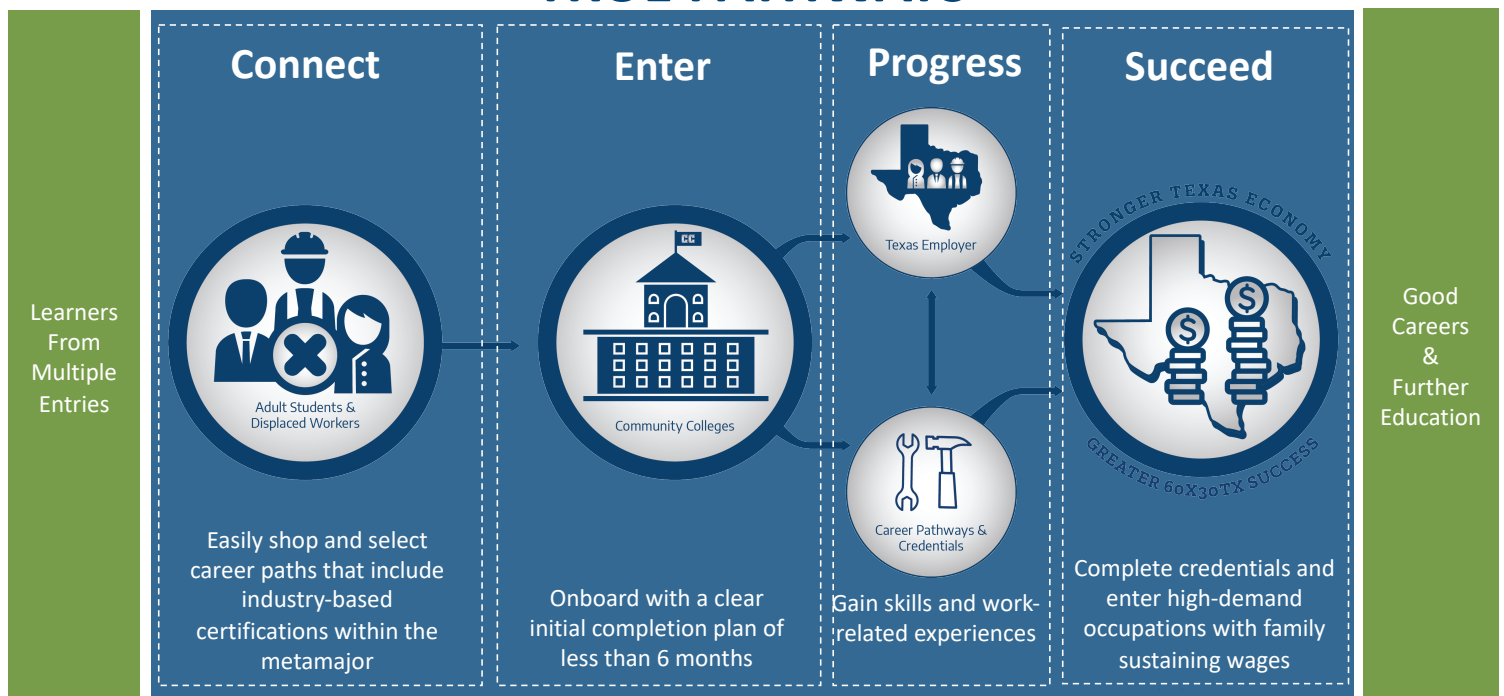 Learners
From
Multiple
Entries
Connect
Adult Students &
Displaced Workers
Easily shop and select
career paths that include
industry-based
certifications within the
metamajor
Enter
CC
Community Colleges
Onboard with a clear
initial completion plan of
less than 6 months
Progress
Texas Employer
Career Pathways &
Credentials
Gain skills and work-
related experiences
Succeed
STRONGER TEXAS ECONOMY
$
$
GREATER 60X30TX SUCCESS
Complete credentials and
enter high-demand
occupations with family
sustaining wages
Good
Careers
&
Further
Education